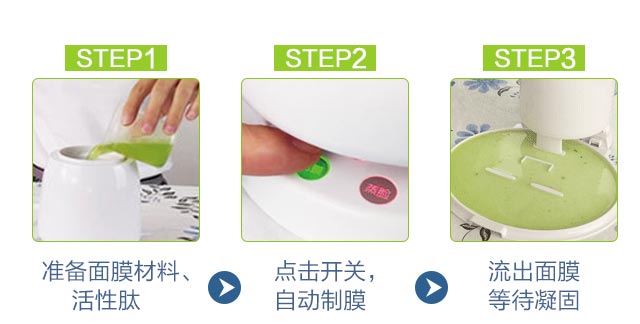 STEP1
STEP2
STEP3
蒸脸
准备面膜材料、
活性肽
点击开关，
自动制膜
流出面膜
等待凝固